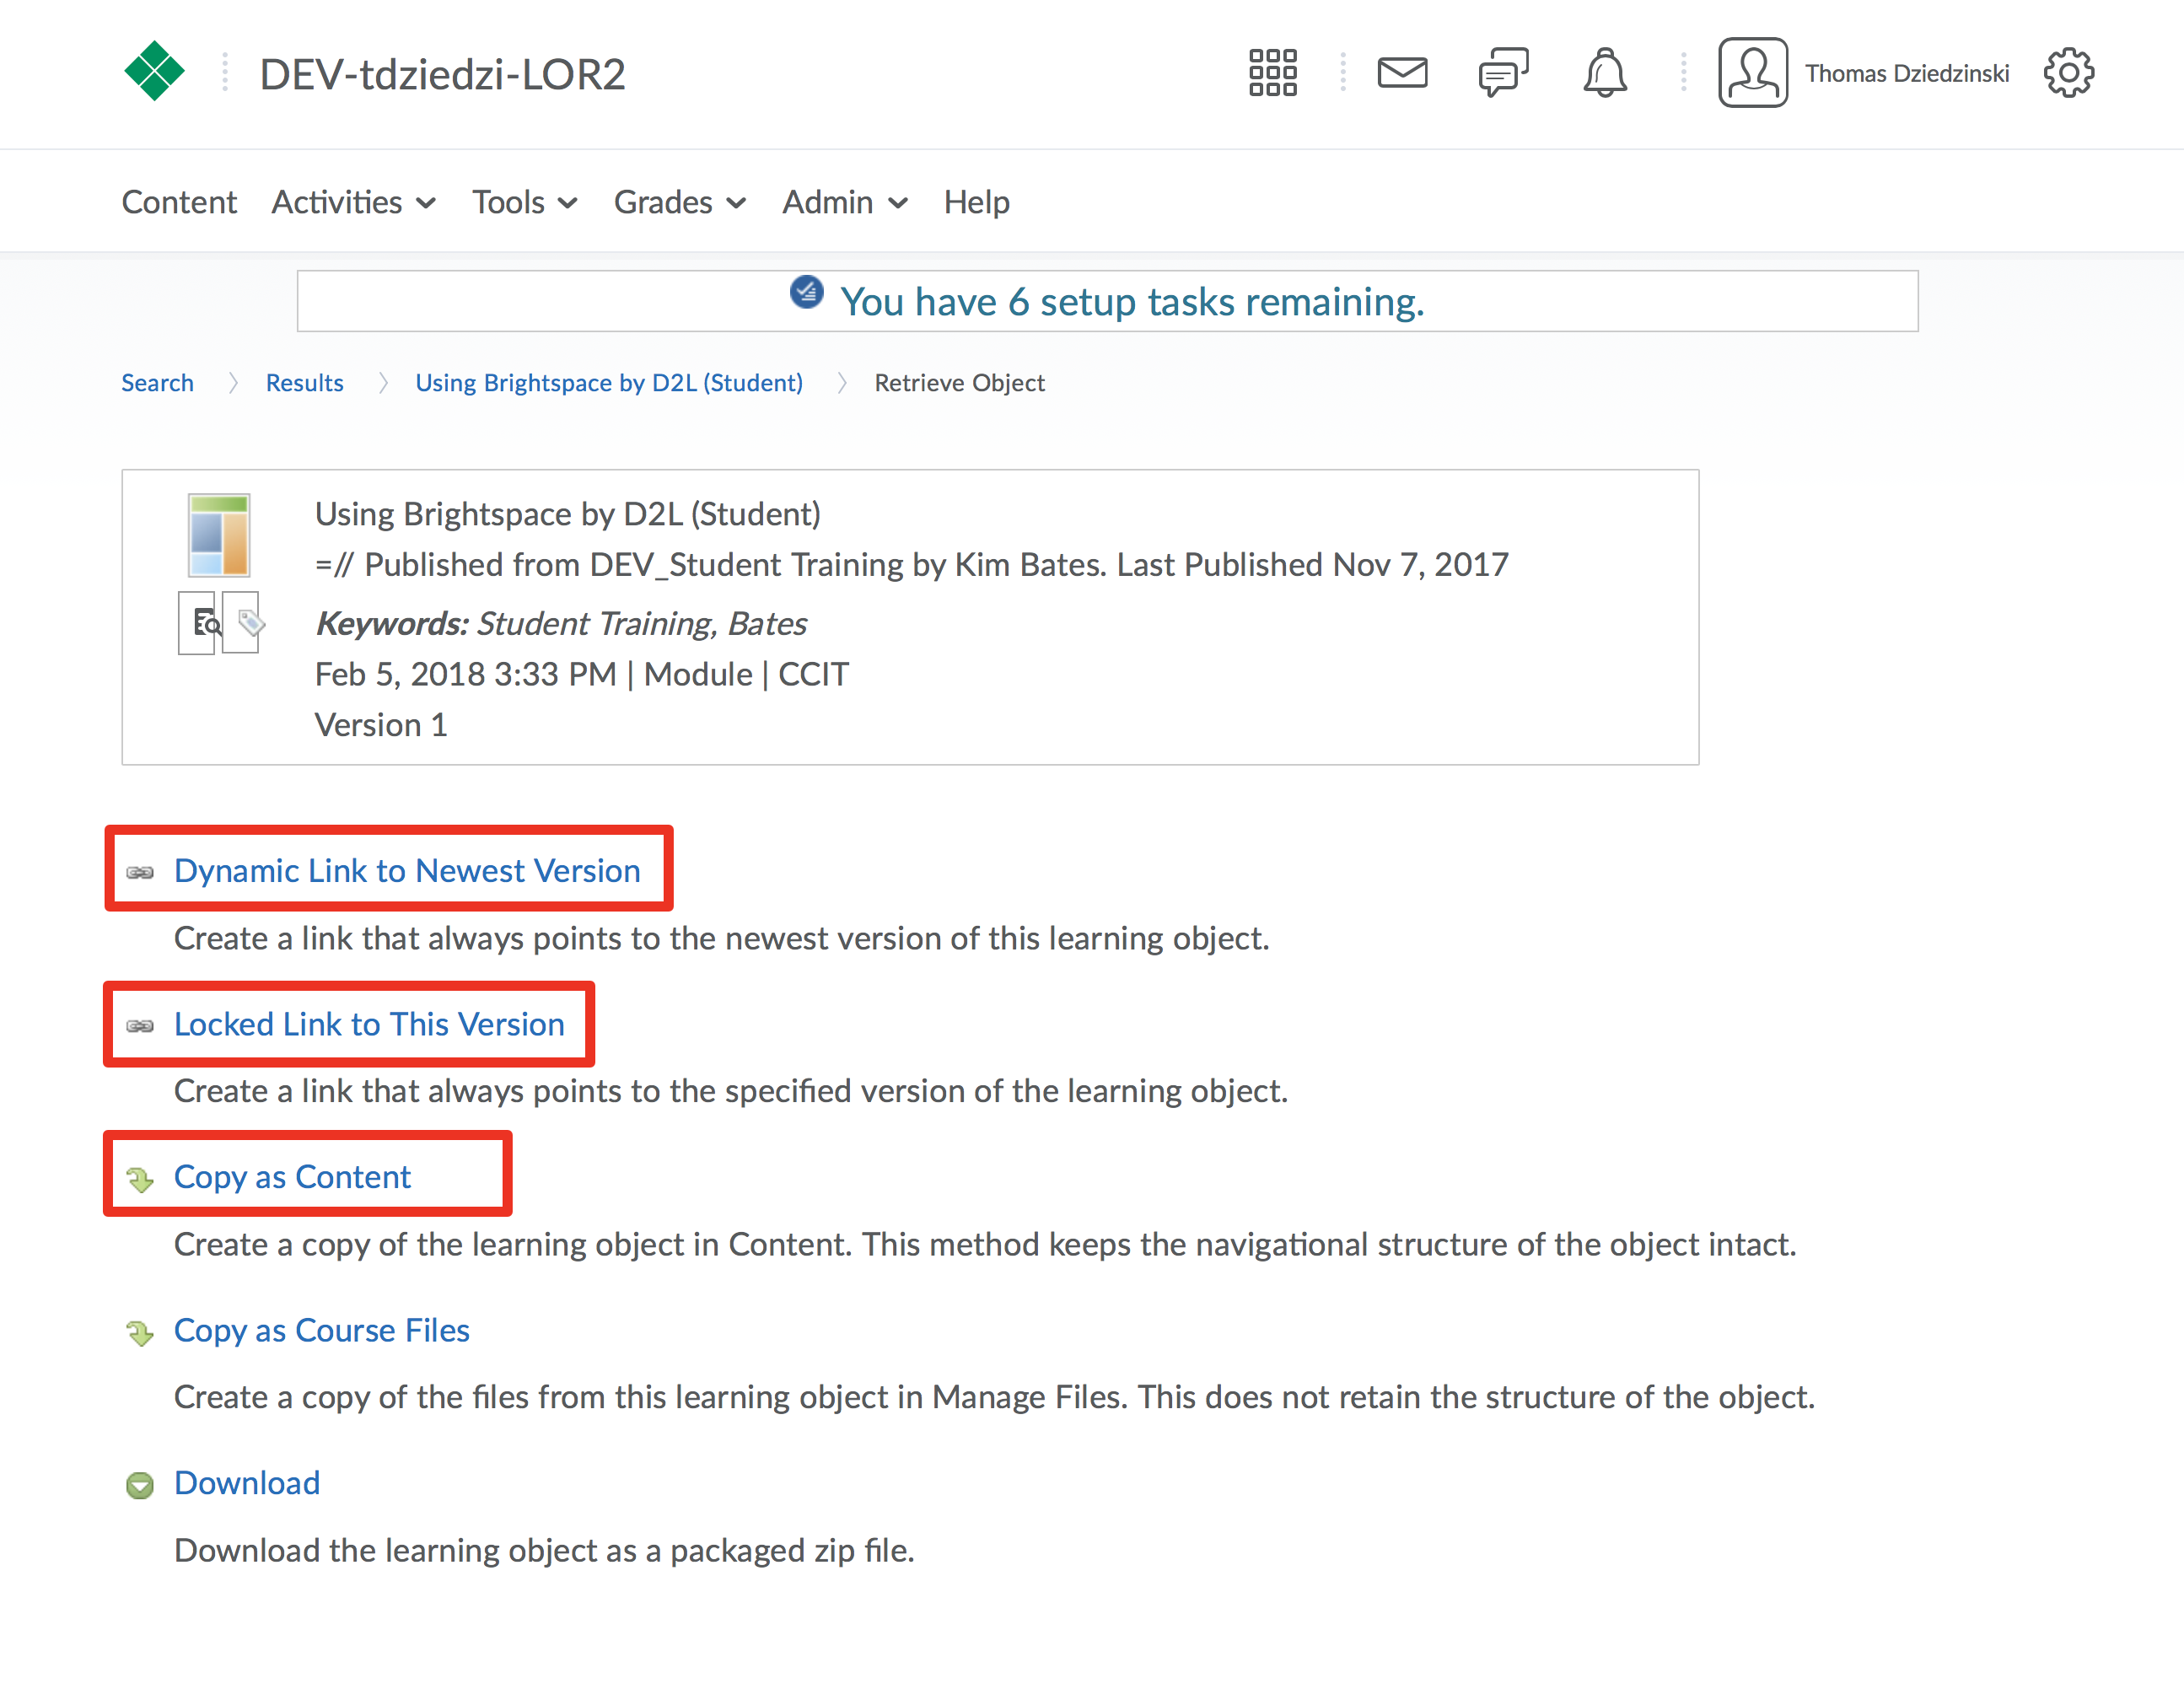 DEV-tdziedzi-LOR2
Thomas Dziedzinski
Content Activities Tools Grades Admin Help
You have 6 setup tasks remaining.
Search Results Using Brightspace by D2L (Student) Retrieve Object
Using Brightspace by D2L (Student)
=// Published from DEV_Student Training by Kim Bates. Last Published Nov 7, 2017
Keywords: Student Training, Bates
Feb 5, 2018 3:33 PM | Module | CCIT
Version 1
Dynamic Link to Newest Version
Create a link that always points to the newest version of this learning object.
Locked Link to This Version
Create a link that always points to the specified version of the learning object.
Copy as Content
Create a copy of the learning object in Content. This method keeps the navigational structure of the object intact.
Copy as Course Files
Create a copy of the files from this learning object in Manage Files. This does not retain the structure of the object.
Download
Download the learning object as a packaged zip file.